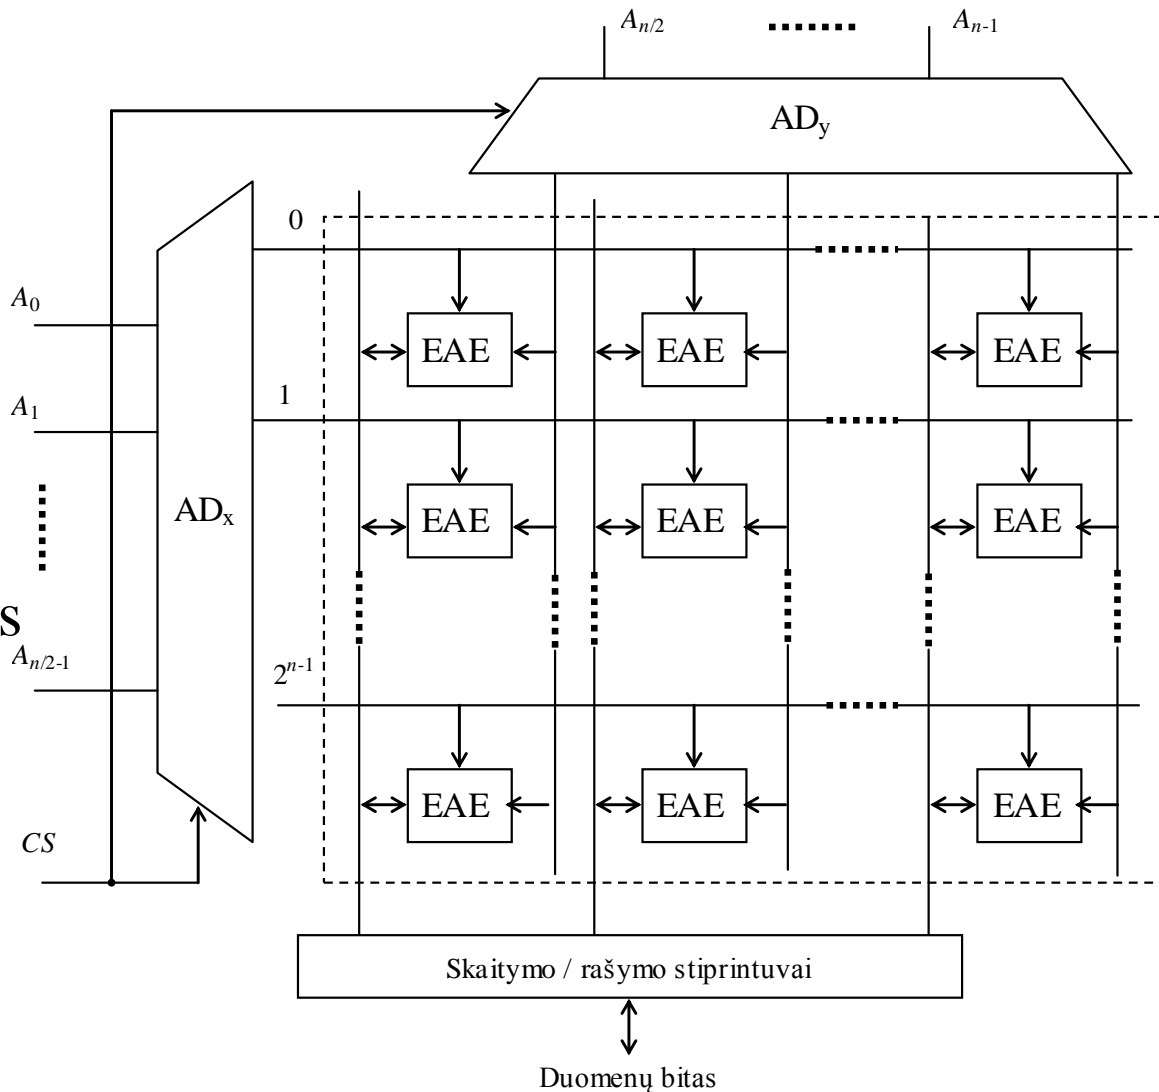 A_{n/2} A_{n-1}
AD_y
0
A_0
EAE EAE EAE
1
A_1
EAE EAE EAE
AD_x
S
A_{n/2-1}
2^{n-1}
EAE EAE EAE
CS
Skaitymo / rašymo stiprintuvai
Duomenų bitas